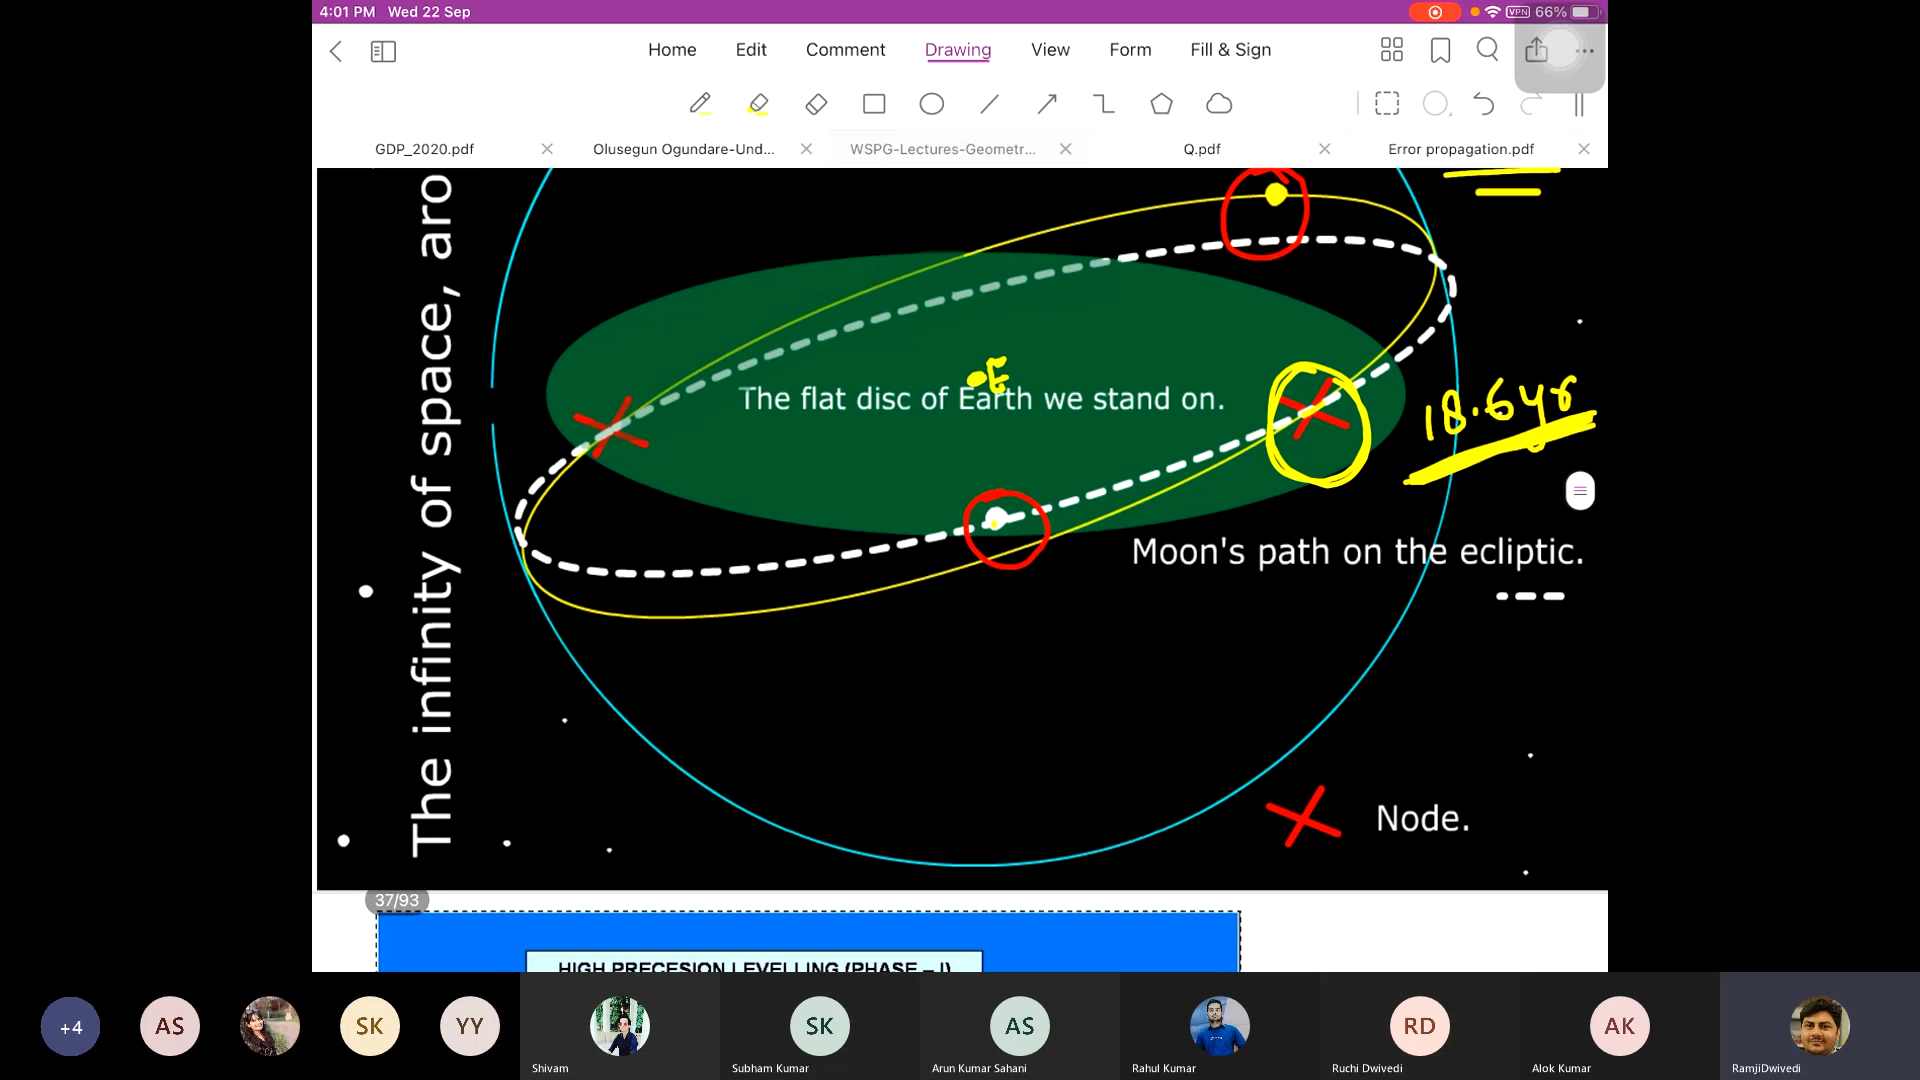 4:01 PM Wed 22 Sep
VPN 66%
Home Edit Comment Drawing View Form Fill & Sign
GDP_2020.pdf
Olusegun Ogundare-Und...
WSPG-Lectures-Geometr...
Q.pdf
Error propagation.pdf
The infinity of space, aro
E
The flat disc of Earth we stand on.
18.6yr
Moon's path on the ecliptic.
Node.
37/93
HIGH PRECESION LEVELLING (PHASE – I)
+4
AS
SK
YY
SK
AS
RD
AK
Shivam
Subham Kumar
Arun Kumar Sahani
Rahul Kumar
Ruchi Dwivedi
Alok Kumar
RamjiDwivedi